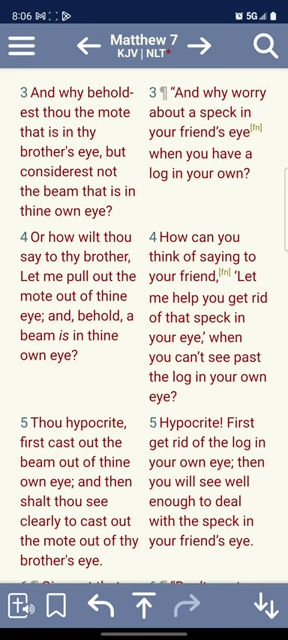 8:06
5G
Matthew 7
KJV | NLT*
3 And why behold-
est thou the mote
that is in thy
brother's eye, but
considerest not
the beam that is in
thine own eye?
3 ¶ “And why worry
about a speck in
your friend’s eye[fn]
when you have a
log in your own?
4 Or how wilt thou
say to thy brother,
Let me pull out the
mote out of thine
eye; and, behold, a
beam is in thine
own eye?
4 How can you
think of saying to
your friend,[fn] ‘Let
me help you get rid
of that speck in
your eye,’ when
you can’t see past
the log in your own
eye?
5 Thou hypocrite,
first cast out the
beam out of thine
own eye; and then
shalt thou see
clearly to cast out
the mote out of thy
brother's eye.
5 Hypocrite! First
get rid of the log in
your own eye; then
you will see well
enough to deal
with the speck in
your friend’s eye.